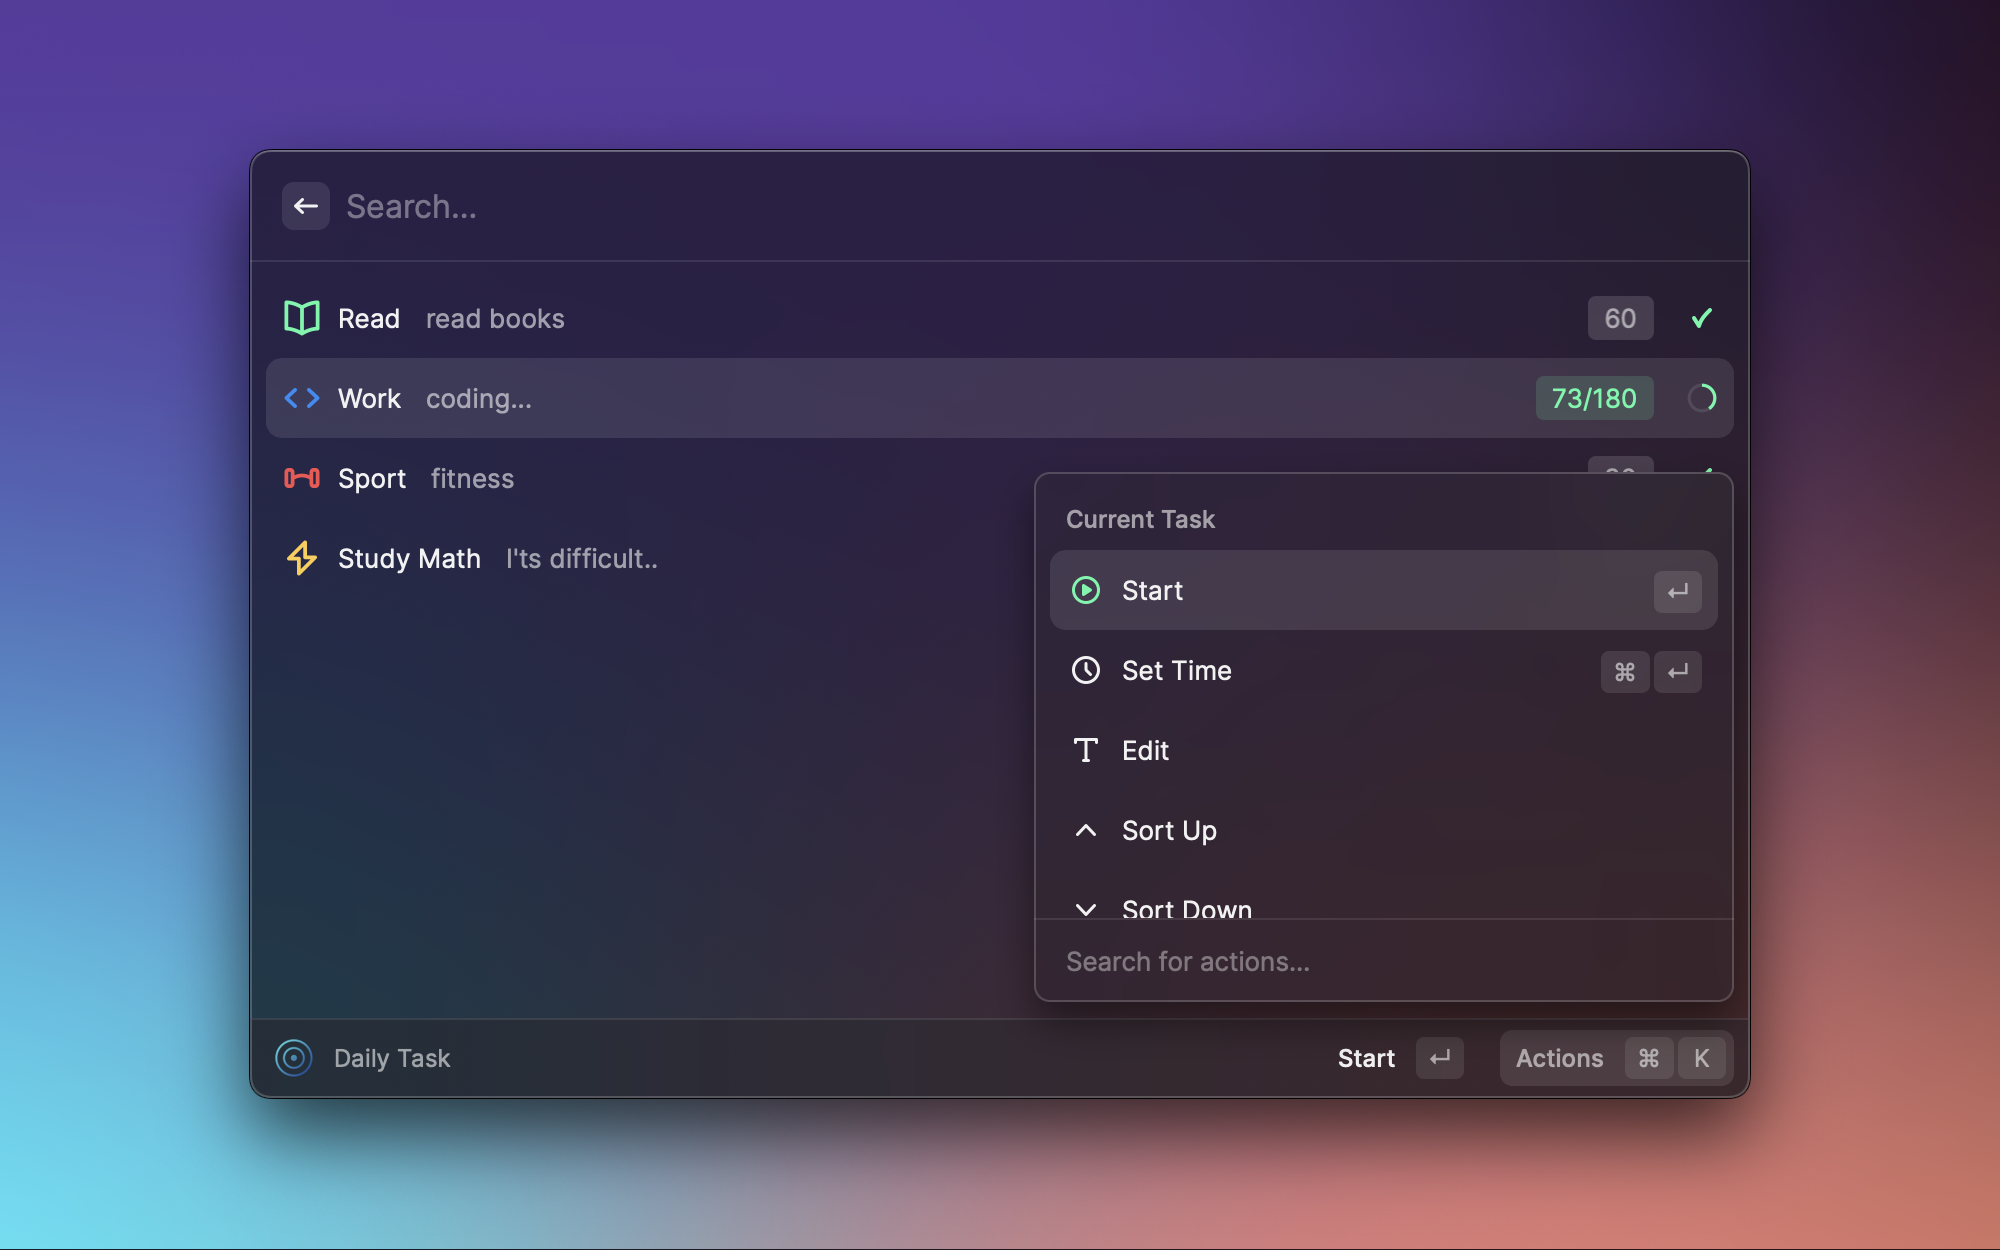 Search...
Read read books 60
Work coding... 73/180
Sport fitness
Study Math I'ts difficult..
Current Task
Start
Set Time ⌘
Edit
Sort Up
Sort Down
Search for actions...
Daily Task Start Actions ⌘ K